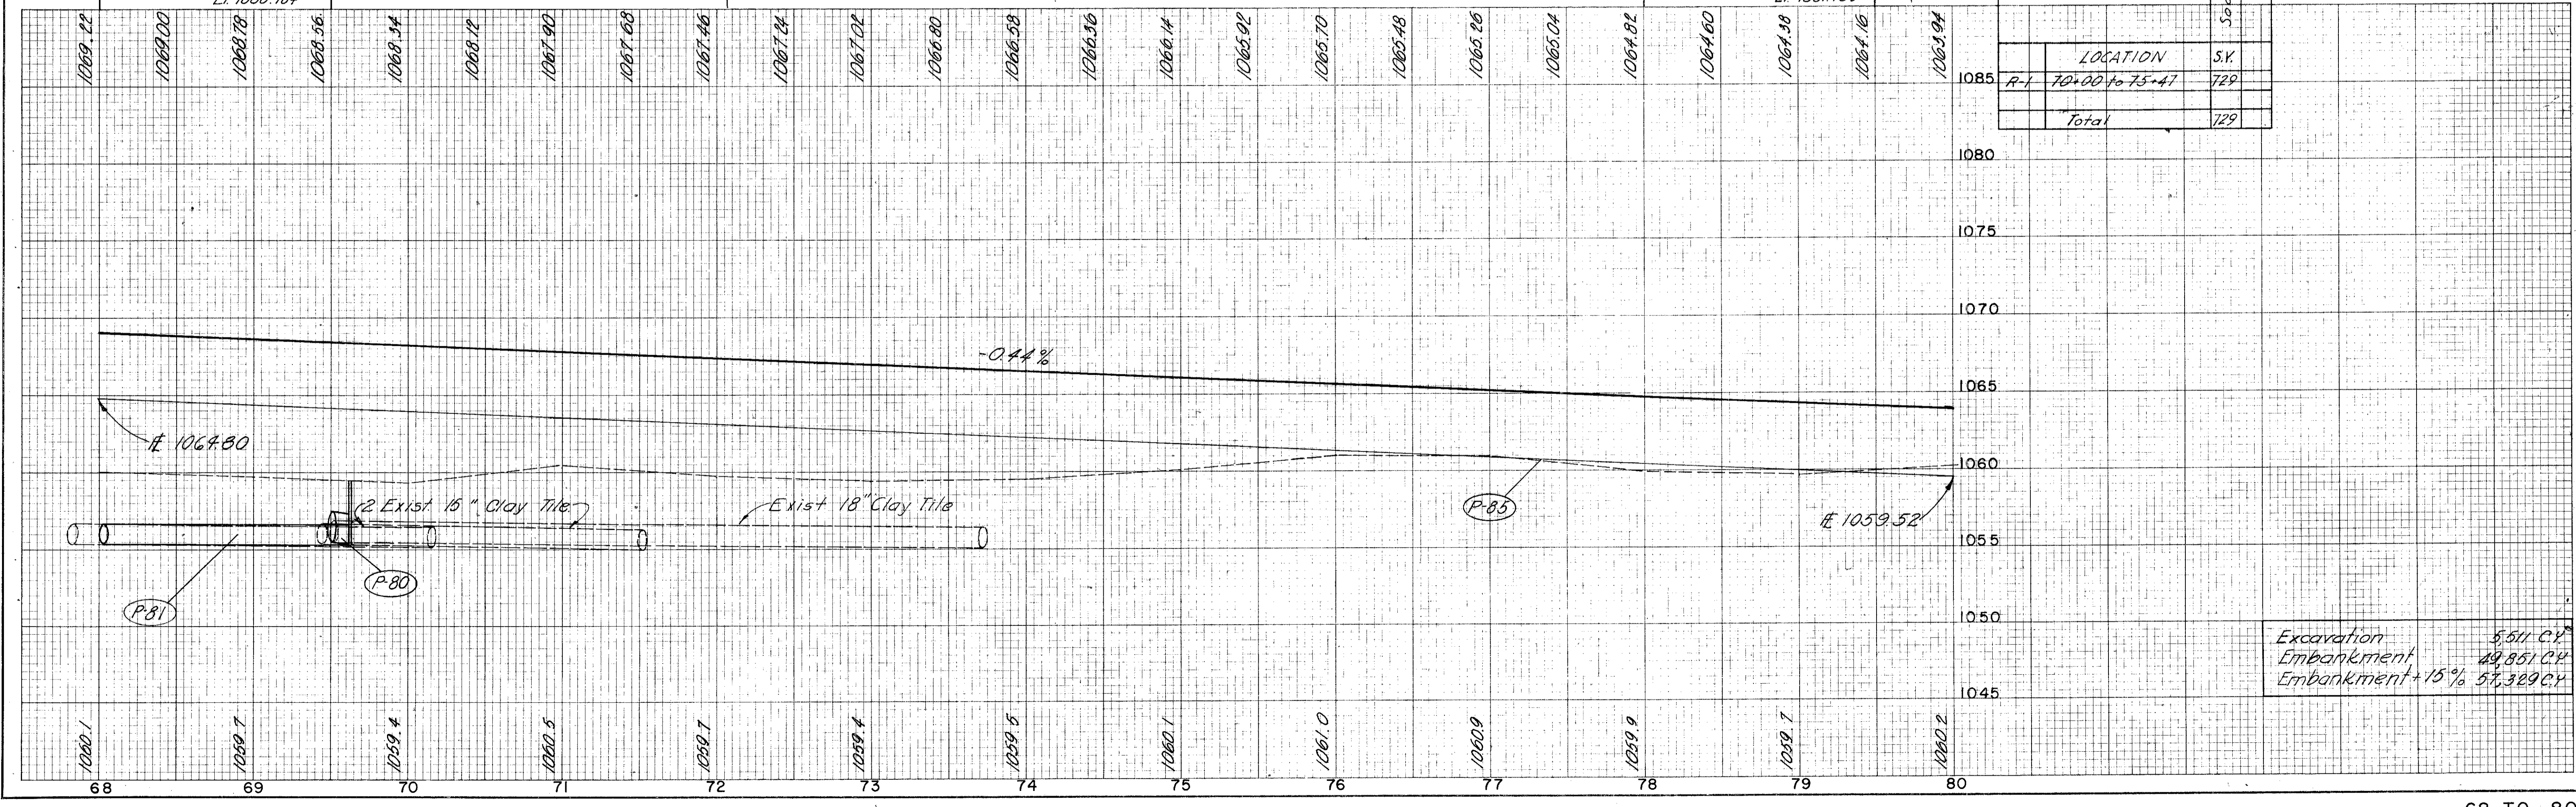 1069.22 1069.00 1068.78 1068.56 1068.34 1068.12 1067.90 1067.68 1067.46 1067.24 1067.02 1066.80 1066.58 1066.36 1066.14 1065.92 1065.70 1065.48 1065.26 1065.04 1064.82 1064.60 1064.38 1064.16 1063.94
LOCATION S.Y.
R-1 70+00 to 75+47 729
Total 729
1085
1080
1075
1070
-0.44%
1065
1064.80
1060
2 Exist. 15" Clay Tile
Exist 18" Clay Tile
P-85
1059.52
1055
P-80
P-81
1050
Excavation 5,511 C.Y.
Embankment 49,851 C.Y.
Embankment+15% 57,329 C.Y.
1045
1060.1 1059.7 1059.4 1060.5 1059.7 1059.4 1059.5 1060.1 1061.0 1060.9 1059.9 1059.7 1060.2
68 69 70 71 72 73 74 75 76 77 78 79 80